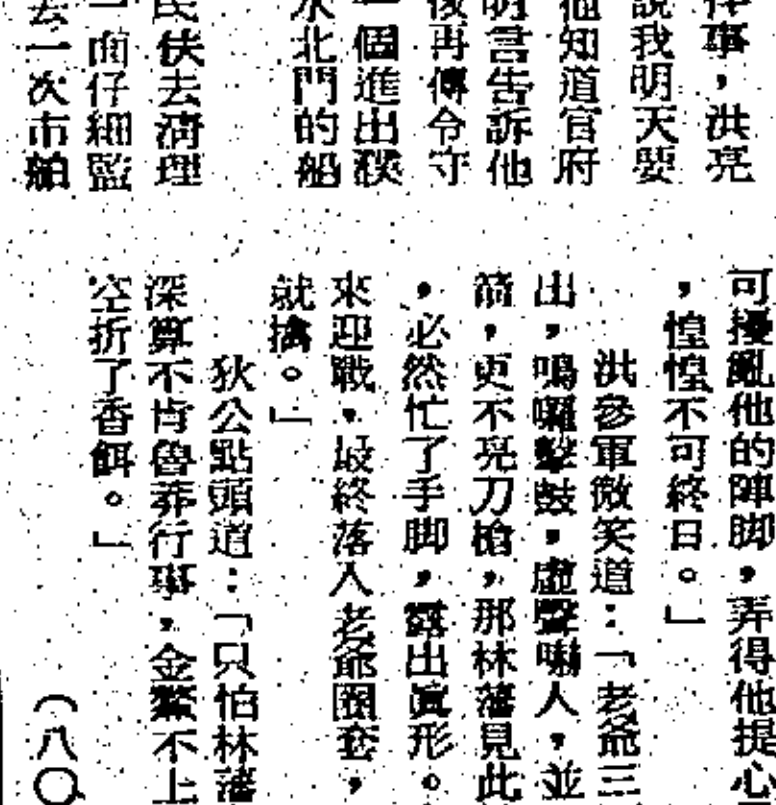 侍事，洪亮
說我明天要
他知道官府
明言告訴他
後再傳令守
一個進出濮
水北門的船
民伕去清理
一面仔細監
去一次市舶
可擾亂他的陣脚，弄得他提心
，惶惶不可終日。」
洪參軍微笑道：「老爺三
出，鳴囉擊鼓，虛聲嚇人，並
箭，更不亮刀槍，那林藩見此
，必然忙了手脚，露出眞形。
來迎戰，最終落入老爺圈套，
就擒。」
狄公點頭道：「只怕林藩
深算不肯魯莽行事，金鰲不上
空折了香餌。」
（八〇